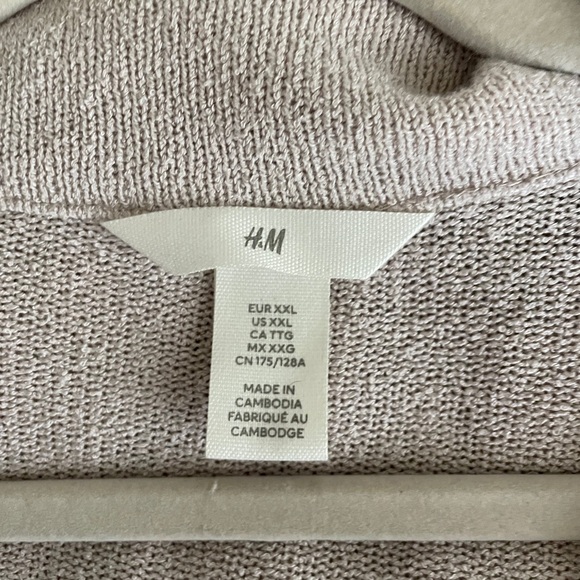 H&M
EUR XXL
US XXL
CA TTG
MX XXG
CN 175/128A
MADE IN
CAMBODIA
FABRIQUÉ AU
CAMBODGE